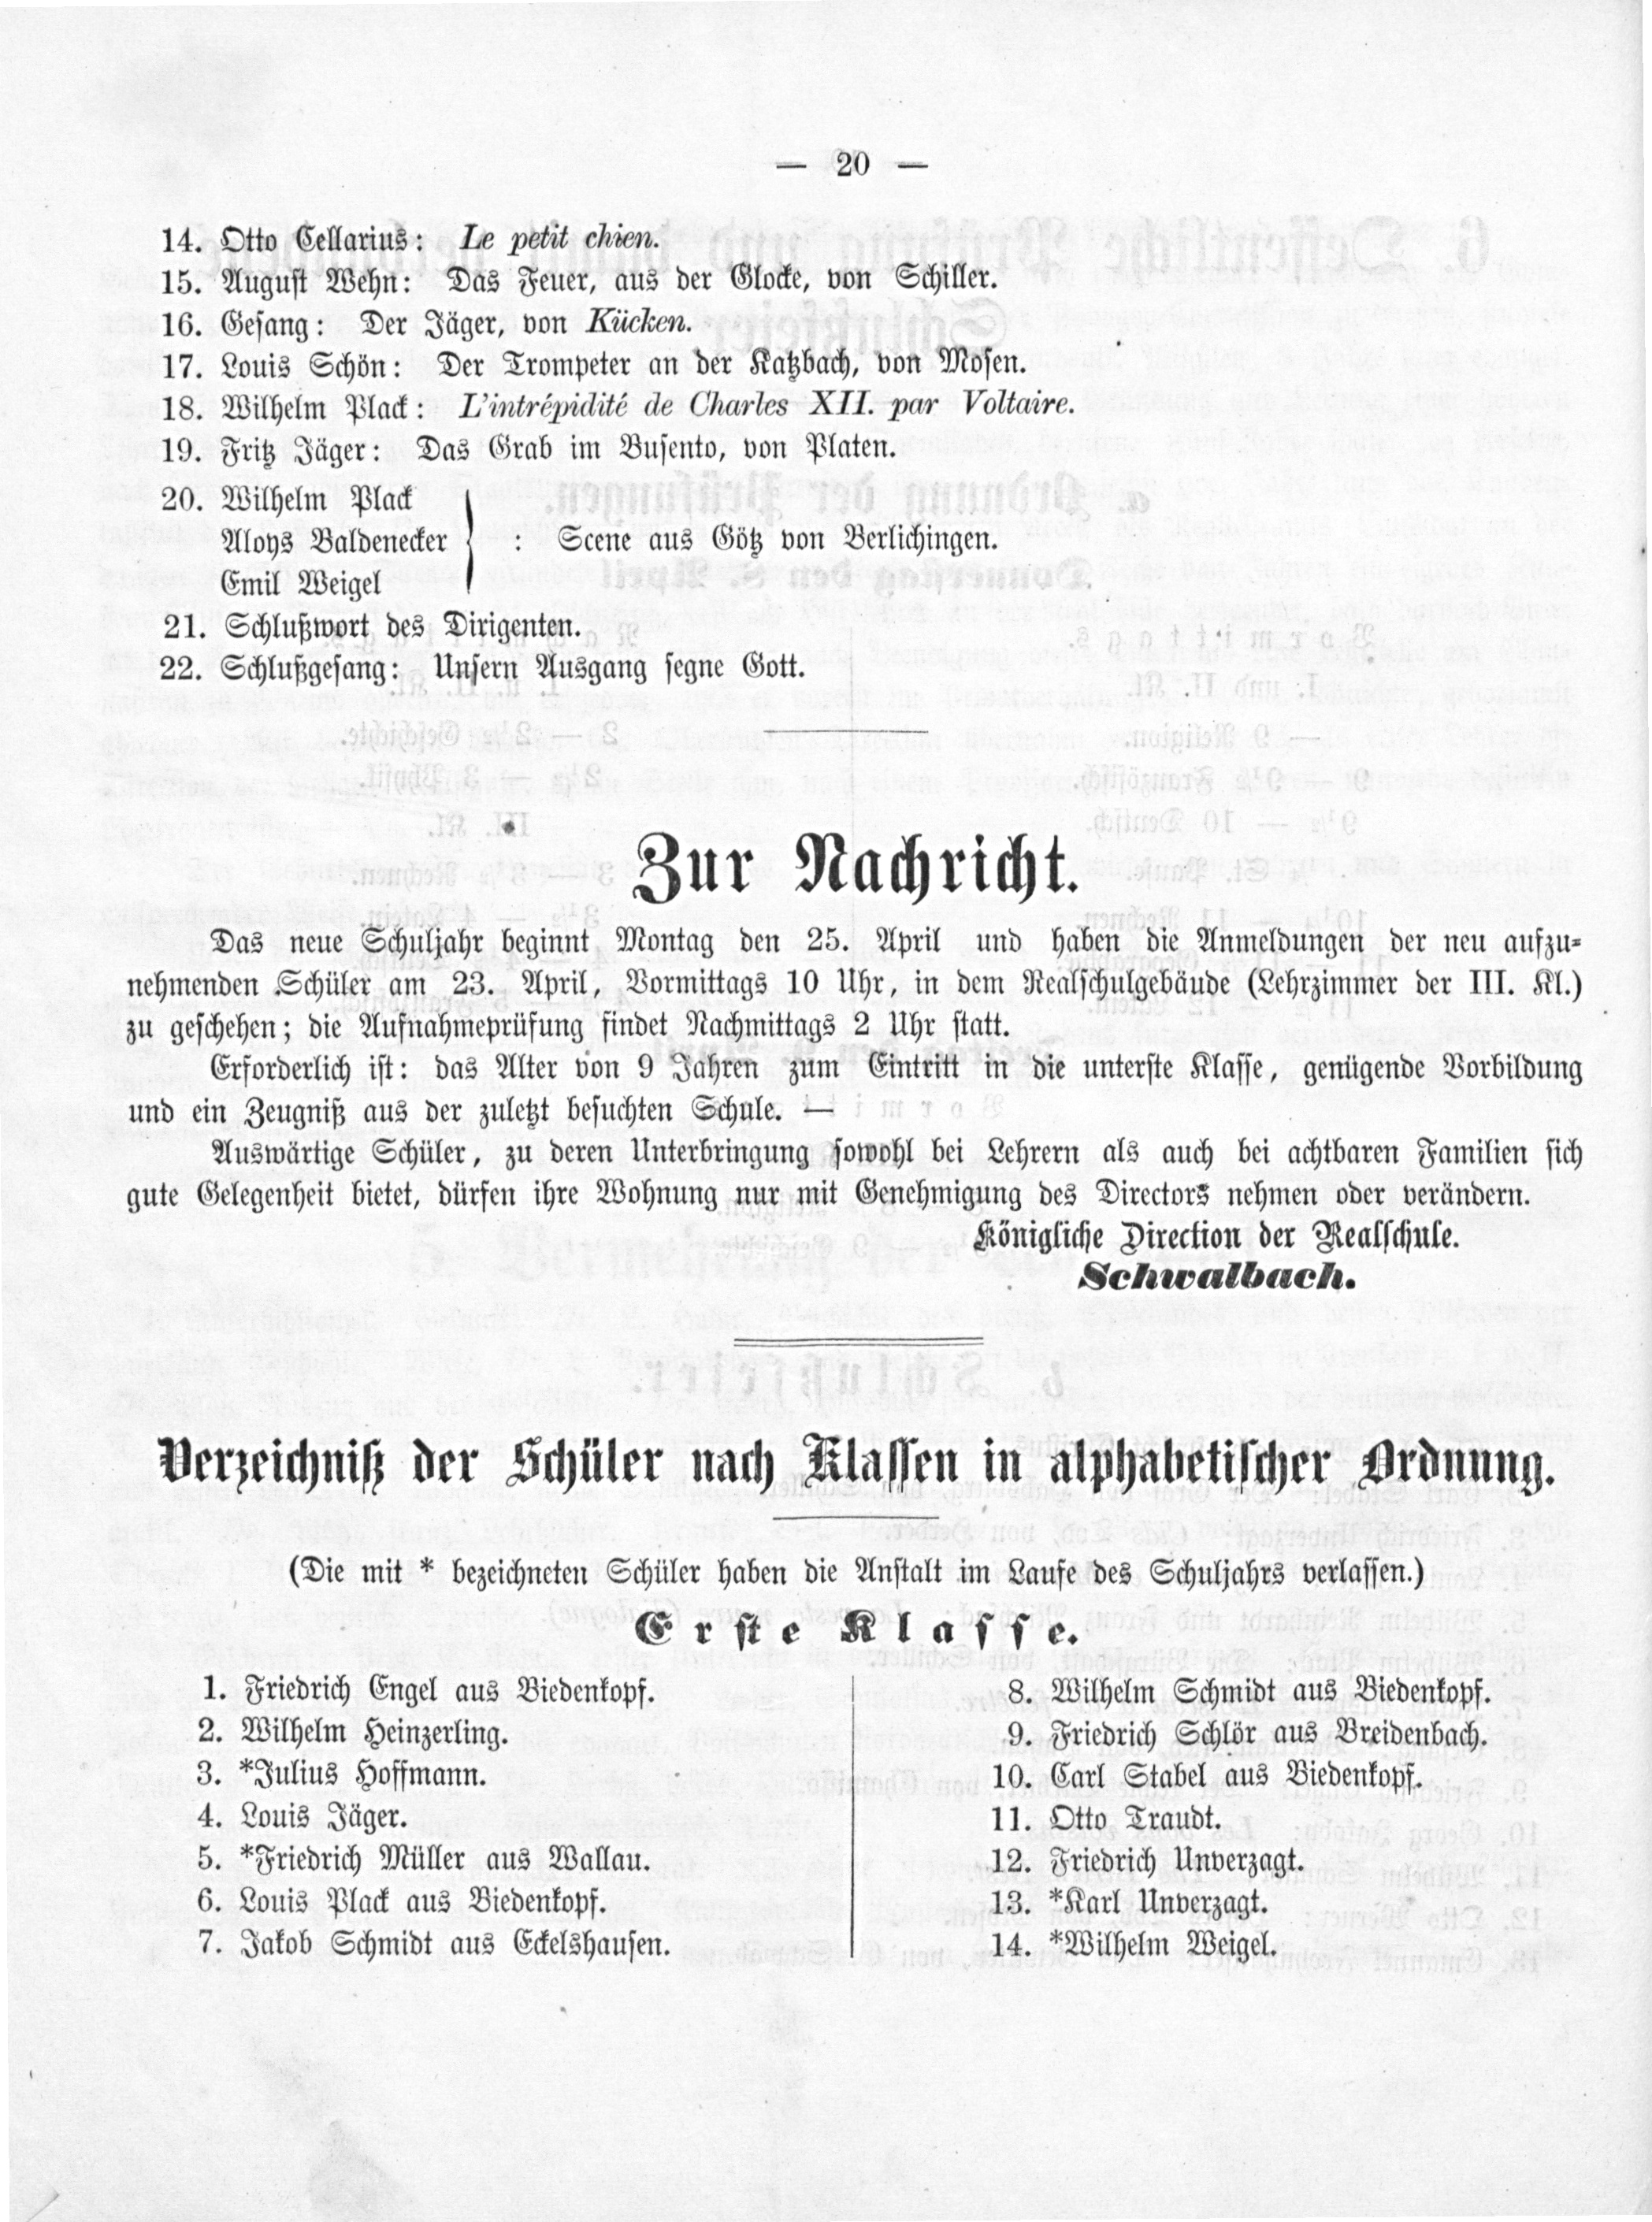 — 20 —
14. Otto Cellarius: Le petit chien.
15. August Wehn: Das Feuer, aus der Glocke, von Schiller.
16. Gesang: Der Jäger, von Kücken.
17. Louis Schön: Der Trompeter an der Katzbach, von Mosen.
18. Wilhelm Plack: L'intrépidité de Charles XII. par Voltaire.
19. Fritz Jäger: Das Grab im Busento, von Platen.
20. Wilhelm Plack
Aloys Baldenecker : Scene aus Götz von Berlichingen.
Emil Weigel
21. Schlußwort des Dirigenten.
22. Schlußgesang: Unsern Ausgang segne Gott.
Zur Nachricht.
Das neue Schuljahr beginnt Montag den 25. April und haben die Anmeldungen der neu aufzu-
nehmenden Schüler am 23. April, Vormittags 10 Uhr, in dem Realschulgebäude (Lehrzimmer der III. Kl.)
zu geschehen; die Aufnahmeprüfung findet Nachmittags 2 Uhr statt.
Erforderlich ist: das Alter von 9 Jahren zum Eintritt in die unterste Klasse, genügende Vorbildung
und ein Zeugniß aus der zuletzt besuchten Schule. —
Auswärtige Schüler, zu deren Unterbringung sowohl bei Lehrern als auch bei achtbaren Familien sich
gute Gelegenheit bietet, dürfen ihre Wohnung nur mit Genehmigung des Directors nehmen oder verändern.
Königliche Direction der Realschule.
Schwalbach.
Verzeichniß der Schüler nach Klassen in alphabetischer Ordnung.
(Die mit * bezeichneten Schüler haben die Anstalt im Laufe des Schuljahrs verlassen.)
Erste Klasse.
1. Friedrich Engel aus Biedenkopf.
2. Wilhelm Heinzerling.
3. *Julius Hoffmann.
4. Louis Jäger.
5. *Friedrich Müller aus Wallau.
6. Louis Plack aus Biedenkopf.
7. Jakob Schmidt aus Eckelshausen.
8. Wilhelm Schmidt aus Biedenkopf.
9. Friedrich Schlör aus Breidenbach.
10. Carl Stabel aus Biedenkopf.
11. Otto Traudt.
12. Friedrich Unverzagt.
13. *Karl Unverzagt.
14. *Wilhelm Weigel.